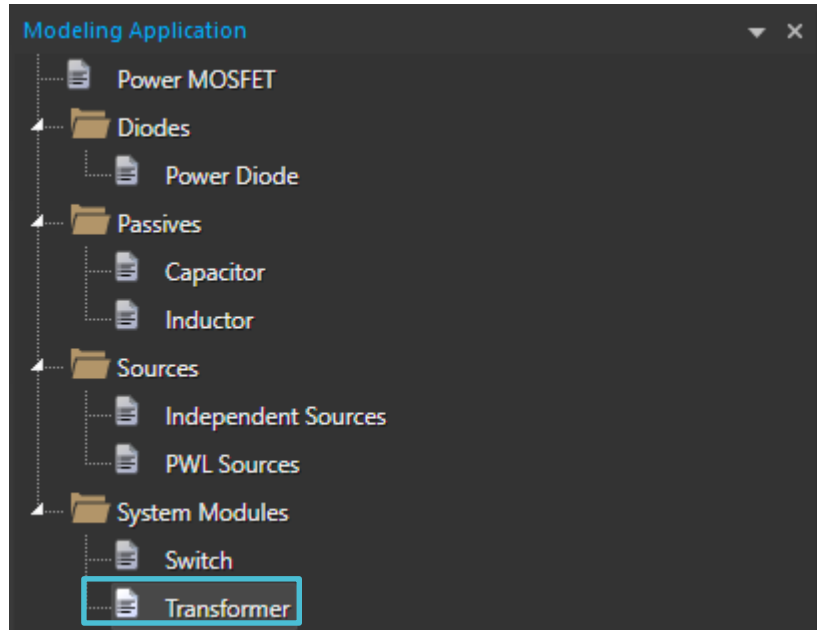 Modeling Application
Power MOSFET
Diodes
Power Diode
Passives
Capacitor
Inductor
Sources
Independent Sources
PWL Sources
System Modules
Switch
Transformer